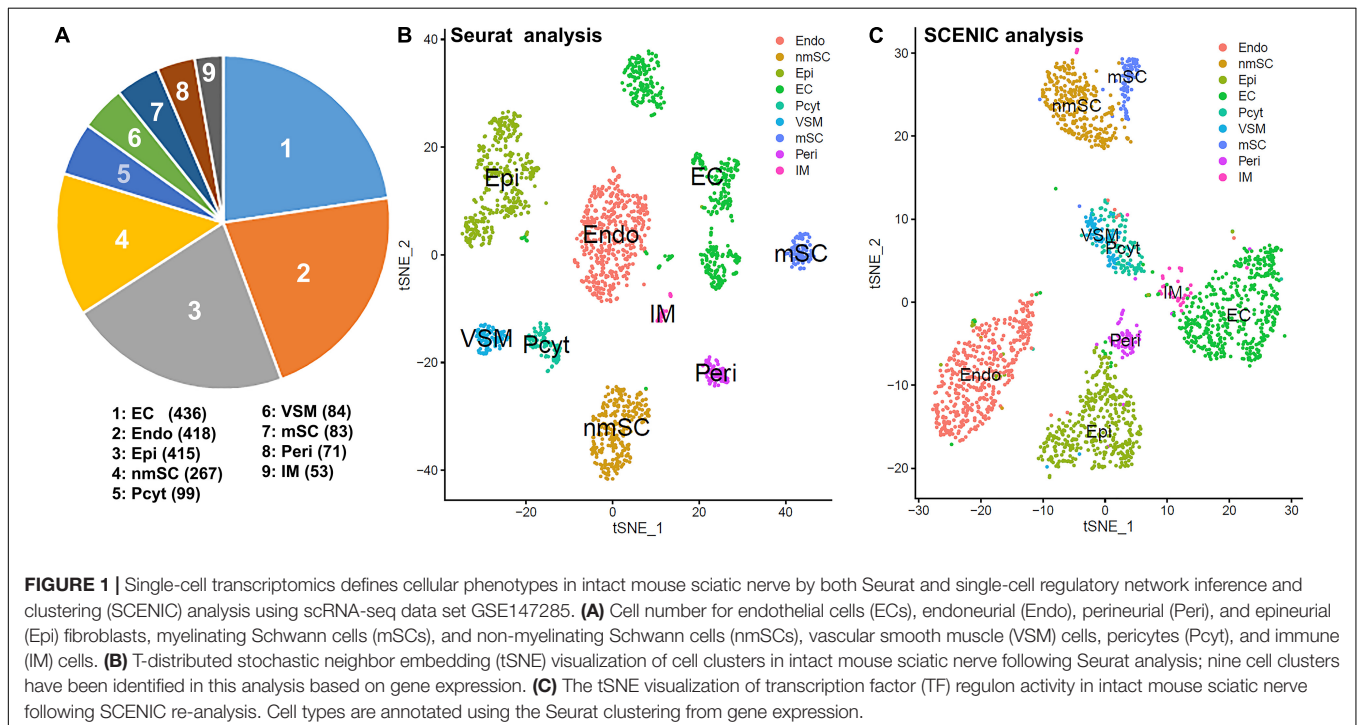 A
1
2
3
4
5
6
7
8
9
1: EC (436)
2: Endo (418)
3: Epi (415)
4: nmSC (267)
5: Pcyt (99)
6: VSM (84)
7: mSC (83)
8: Peri (71)
9: IM (53)
B Seurat analysis
40
20
0
−20
−40
tSNE_2
−20 0 20 40
tSNE_1
Endo
nmSC
Epi
EC
Pcyt
VSM
mSC
Peri
IM
Epi
EC
Endo
mSC
IM
VSM
Pcyt
Peri
nmSC
C SCENIC analysis
30
20
10
0
−10
−20
tSNE_2
−30 −20 −10 0 10 20 30
tSNE_1
Endo
nmSC
Epi
EC
Pcyt
VSM
mSC
Peri
IM
mSC
nmSC
VSM
Pcyt
IM
EC
Peri
Endo
Epi
FIGURE 1 | Single-cell transcriptomics defines cellular phenotypes in intact mouse sciatic nerve by both Seurat and single-cell regulatory network inference and
clustering (SCENIC) analysis using scRNA-seq data set GSE147285. (A) Cell number for endothelial cells (ECs), endoneurial (Endo), perineurial (Peri), and epineurial
(Epi) fibroblasts, myelinating Schwann cells (mSCs), and non-myelinating Schwann cells (nmSCs), vascular smooth muscle (VSM) cells, pericytes (Pcyt), and immune
(IM) cells. (B) T-distributed stochastic neighbor embedding (tSNE) visualization of cell clusters in intact mouse sciatic nerve following Seurat analysis; nine cell clusters
have been identified in this analysis based on gene expression. (C) The tSNE visualization of transcription factor (TF) regulon activity in intact mouse sciatic nerve
following SCENIC re-analysis. Cell types are annotated using the Seurat clustering from gene expression.